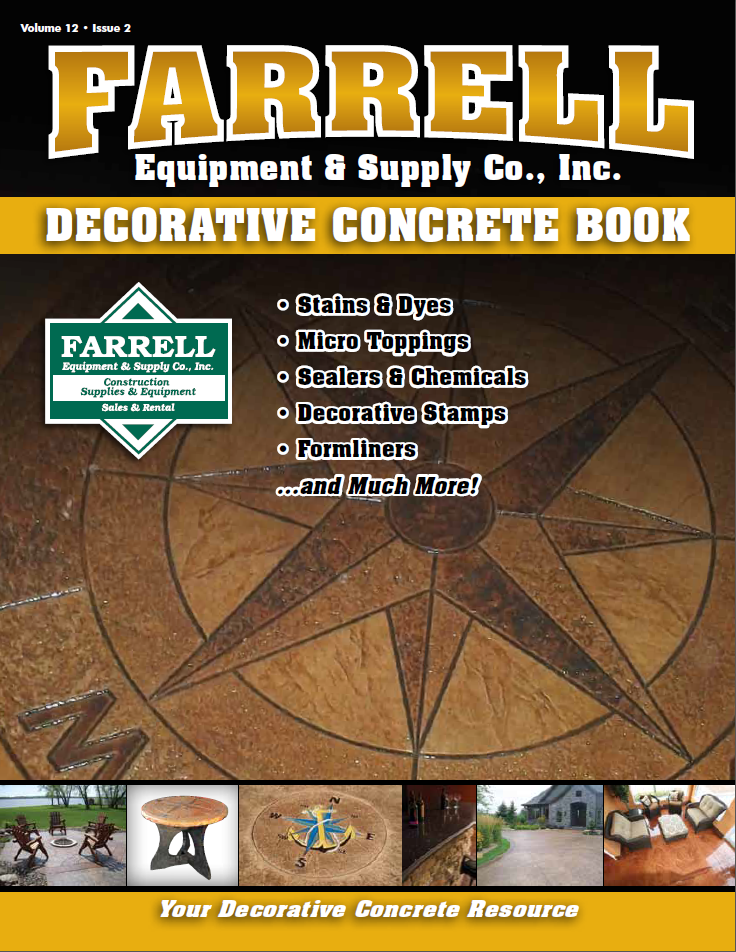 Volume 12 • Issue 2
FARRELL
Equipment & Supply Co., Inc.
DECORATIVE CONCRETE BOOK
FARRELL
Equipment & Supply Co., Inc.
Construction
Supplies & Equipment
Sales & Rental
• Stains & Dyes
• Micro Toppings
• Sealers & Chemicals
• Decorative Stamps
• Formliners
...and Much More!
W
N
W
E
S
Your Decorative Concrete Resource